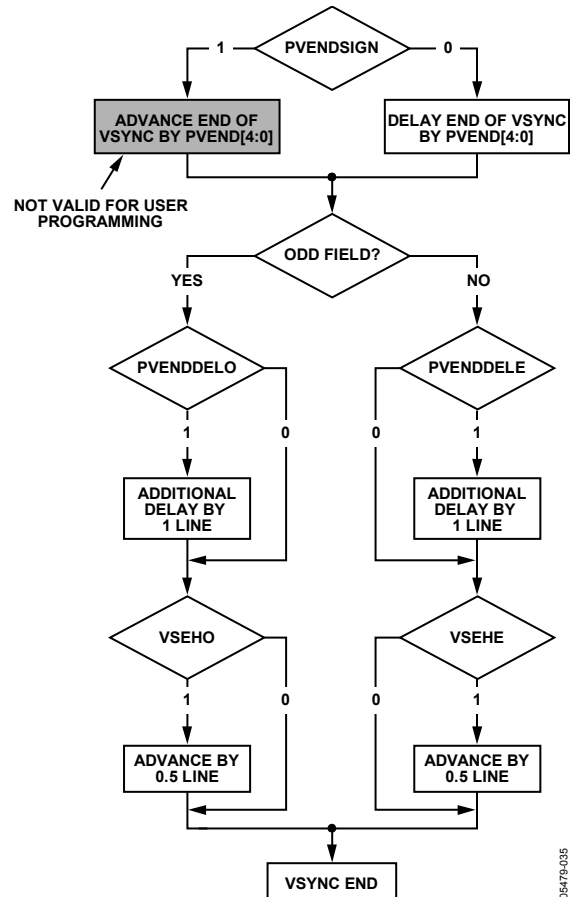 PVENDSIGN
1
0
ADVANCE END OF
VSYNC BY PVEND[4:0]
DELAY END OF VSYNC
BY PVEND[4:0]
NOT VALID FOR USER
PROGRAMMING
ODD FIELD?
YES
NO
PVENDDELO
PVENDDELE
1
0
0
1
ADDITIONAL
DELAY BY
1 LINE
ADDITIONAL
DELAY BY
1 LINE
VSEHO
VSEHE
1
0
0
1
ADVANCE BY
0.5 LINE
ADVANCE BY
0.5 LINE
VSYNC END
05479-035